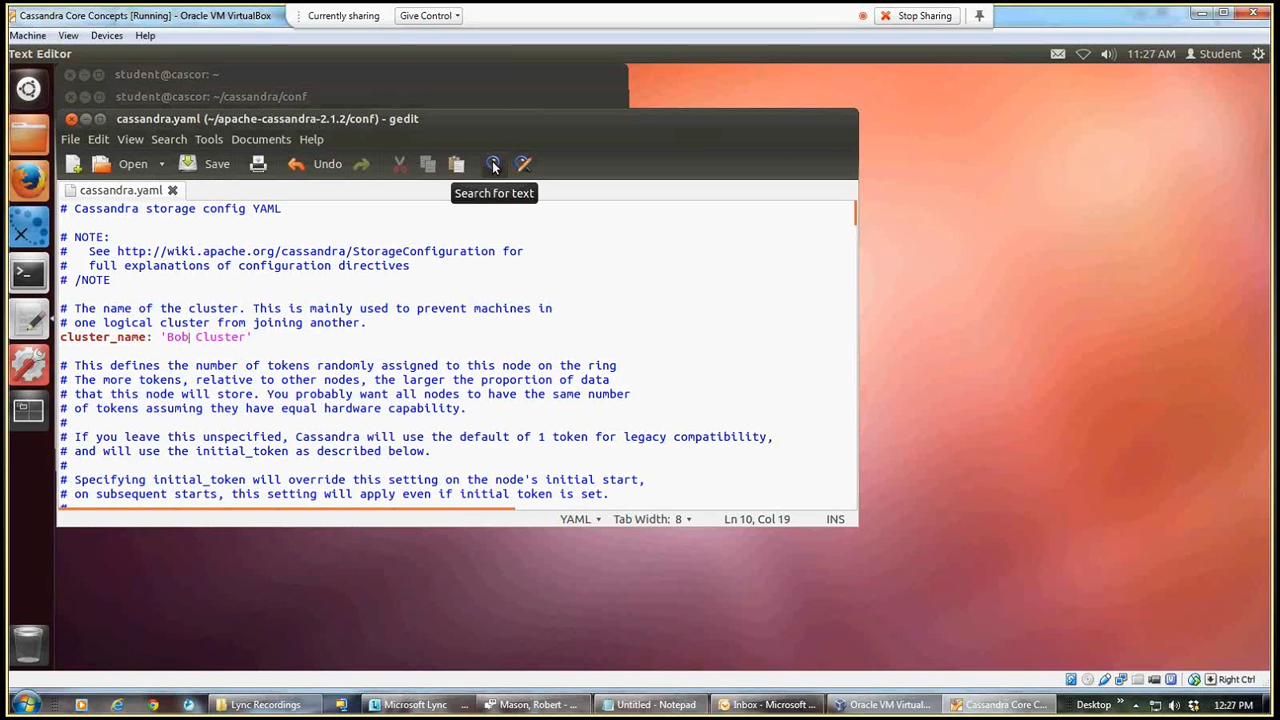 Cassandra Core Concepts [Running] - Oracle VM VirtualBox
Currently sharing
Give Control
Stop Sharing
Machine View Devices Help
Text Editor
11:27 AM
Student
student@cascor: ~
student@cascor: ~/cassandra/conf
cassandra.yaml (~/apache-cassandra-2.1.2/conf) - gedit
File Edit View Search Tools Documents Help
Open
Save
Undo
cassandra.yaml
Search for text
# Cassandra storage config YAML
# NOTE:
#   See http://wiki.apache.org/cassandra/StorageConfiguration for
#   full explanations of configuration directives
# /NOTE
# The name of the cluster. This is mainly used to prevent machines in
# one logical cluster from joining another.
cluster_name: 'Bob Cluster'
# This defines the number of tokens randomly assigned to this node on the ring
# The more tokens, relative to other nodes, the larger the proportion of data
# that this node will store. You probably want all nodes to have the same number
# of tokens assuming they have equal hardware capability.
#
# If you leave this unspecified, Cassandra will use the default of 1 token for legacy compatibility,
# and will use the initial_token as described below.
#
# Specifying initial_token will override this setting on the node's initial start,
# on subsequent starts, this setting will apply even if initial token is set.
#
YAML
Tab Width: 8
Ln 10, Col 19
INS
Right Ctrl
Lync Recordings
Microsoft Lync ...
Mason, Robert - ...
Untitled - Notepad
Inbox - Microsoft ...
Oracle VM Virtual...
Cassandra Core C...
Desktop
12:27 PM